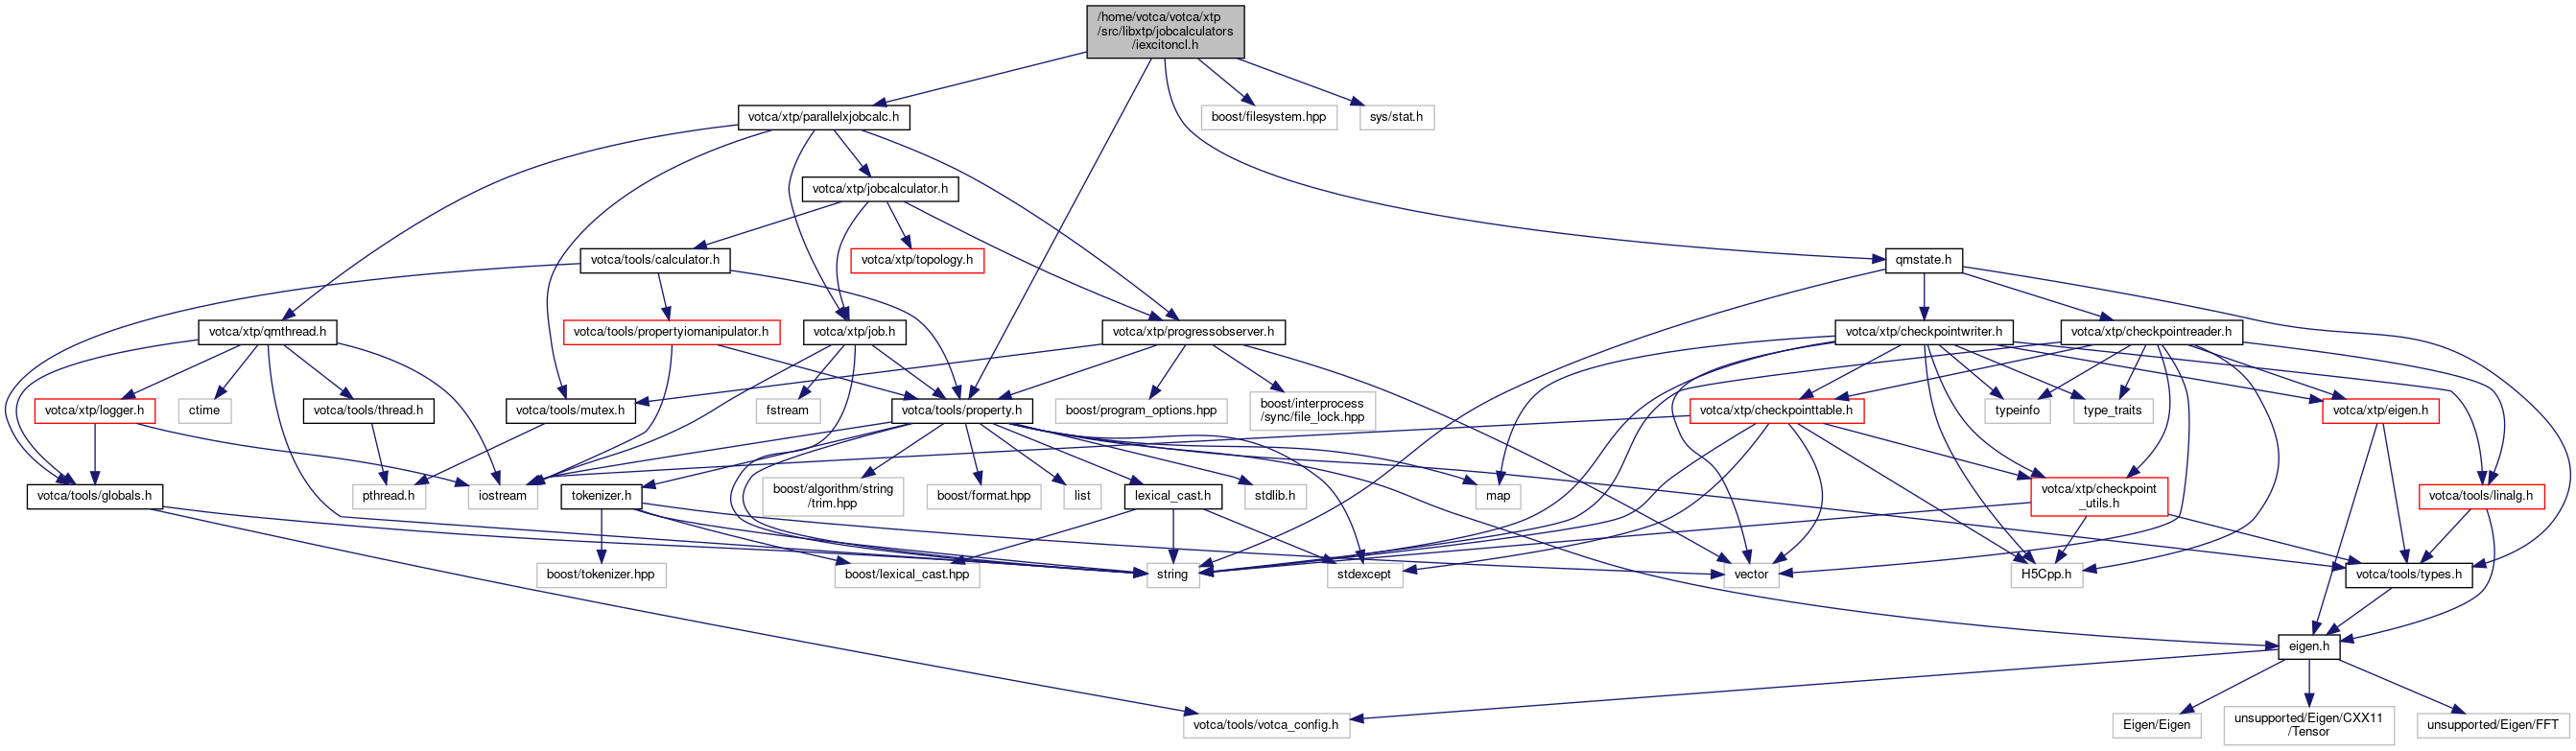 /home/votca/votca/xtp
/src/libxtp/jobcalculators
/iexcitoncl.h
votca/xtp/parallelxjobcalc.h
boost/filesystem.hpp
sys/stat.h
votca/xtp/jobcalculator.h
votca/tools/calculator.h
votca/xtp/topology.h
qmstate.h
votca/xtp/qmthread.h
votca/tools/propertyiomanipulator.h
votca/xtp/job.h
votca/xtp/progressobserver.h
votca/xtp/checkpointwriter.h
votca/xtp/checkpointreader.h
votca/xtp/logger.h
ctime
votca/tools/thread.h
votca/tools/mutex.h
fstream
votca/tools/property.h
boost/program_options.hpp
boost/interprocess
/sync/file_lock.hpp
votca/xtp/checkpointtable.h
typeinfo
type_traits
votca/xtp/eigen.h
votca/tools/globals.h
pthread.h
iostream
tokenizer.h
boost/algorithm/string
/trim.hpp
boost/format.hpp
list
lexical_cast.h
stdlib.h
map
votca/xtp/checkpoint
_utils.h
votca/tools/linalg.h
boost/tokenizer.hpp
boost/lexical_cast.hpp
string
stdexcept
vector
H5Cpp.h
votca/tools/types.h
eigen.h
votca/tools/votca_config.h
Eigen/Eigen
unsupported/Eigen/CXX11
/Tensor
unsupported/Eigen/FFT